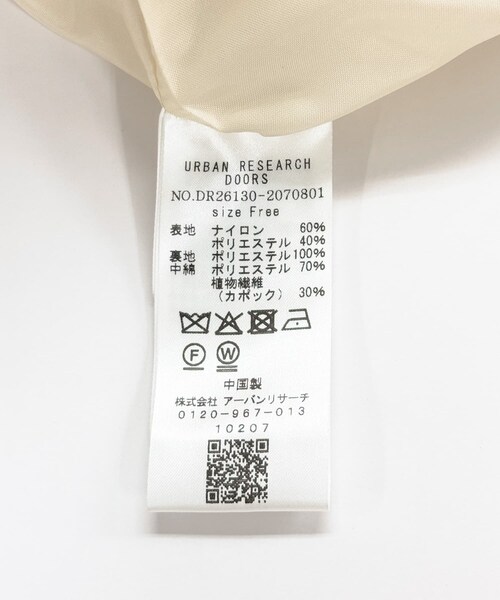 URBAN RESEARCH
DOORS
NO.DR26130-2070801
size Free
表地 ナイロン 60%
ポリエステル 40%
裏地 ポリエステル100%
中綿 ポリエステル 70%
植物繊維
(カポック) 30%
F W
中国製
株式会社 アーバンリサーチ
0120-967-013
10207